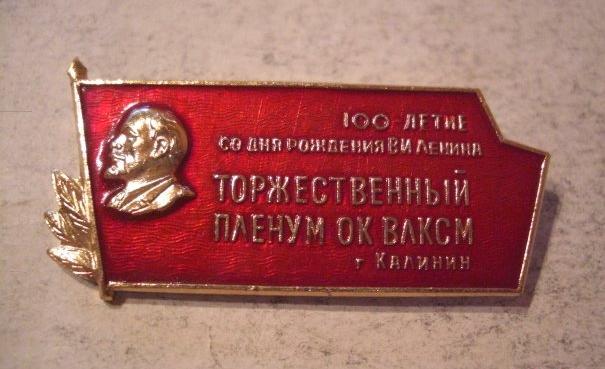 100-ЛЕТИЕ
СО ДНЯ РОЖДЕНИЯ В И ЛЕНИНА
ТОРЖЕСТВЕННЫЙ
ПЛЕНУМ ОК ВЛКСМ
г КАЛИНИН